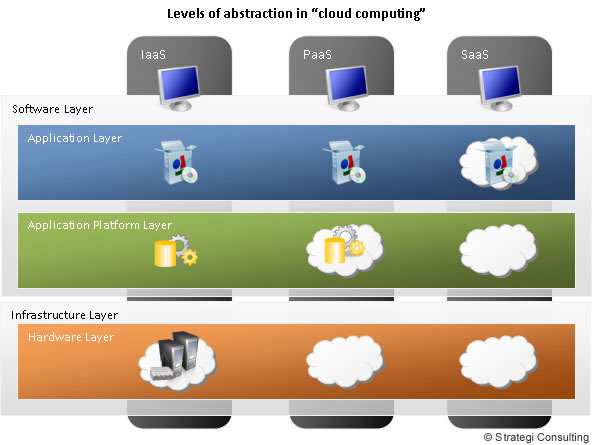 Levels of abstraction in “cloud computing”
IaaS
PaaS
SaaS
Software Layer
Application Layer
Application Platform Layer
Infrastructure Layer
Hardware Layer
© Strategi Consulting